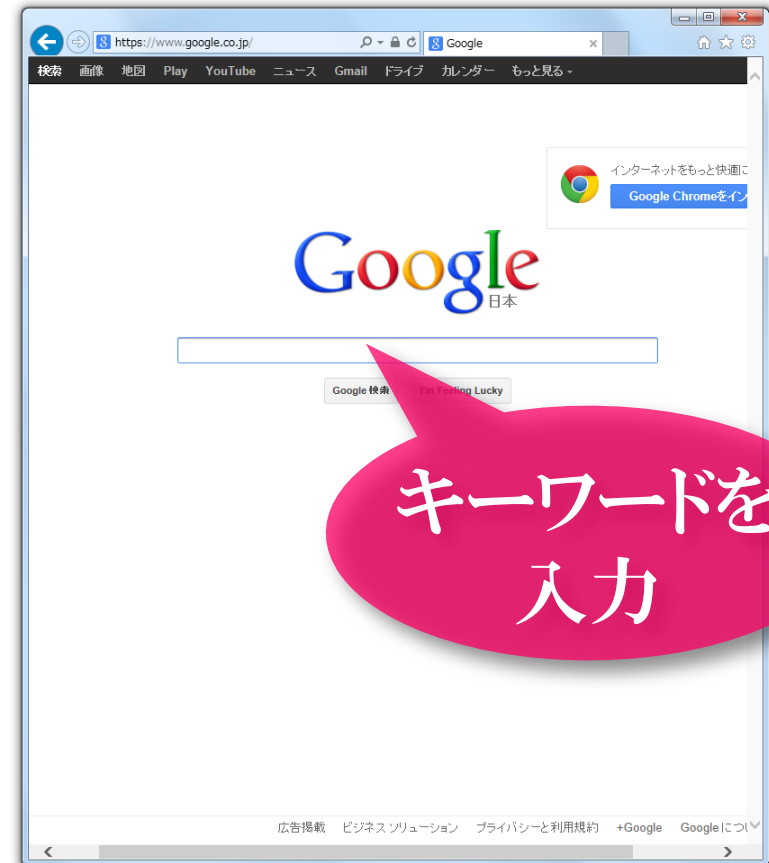 https://www.google.co.jp/
Google
検索 画像 地図 Play YouTube ニュース Gmail ドライブ カレンダー もっと見る
インターネットをもっと快適に
Google Chromeをイン
Google
日本
Google 検索 I'm Feeling Lucky
キーワードを
入力
広告掲載 ビジネス ソリューション プライバシーと利用規約 +Google Googleについ